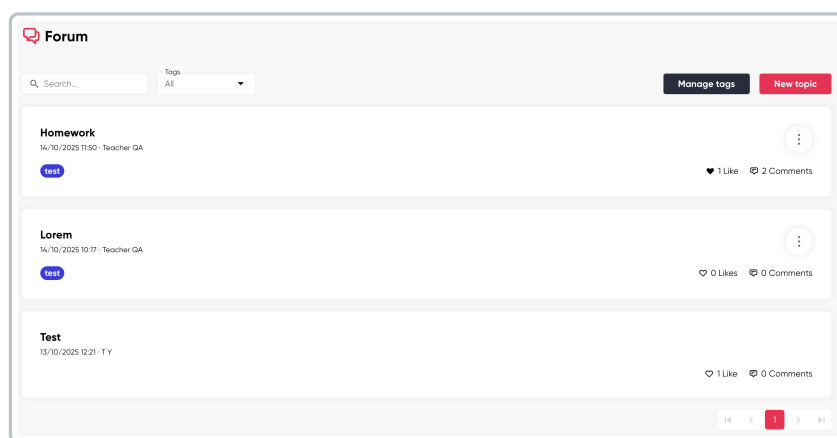 Forum
Search...
Tags
All
Manage tags
New topic
Homework
14/10/2025 11:50 · Teacher QA
test
1 Like
2 Comments
Lorem
14/10/2025 10:17 · Teacher QA
test
0 Likes
0 Comments
Test
13/10/2025 12:21 · T Y
1 Like
0 Comments
1